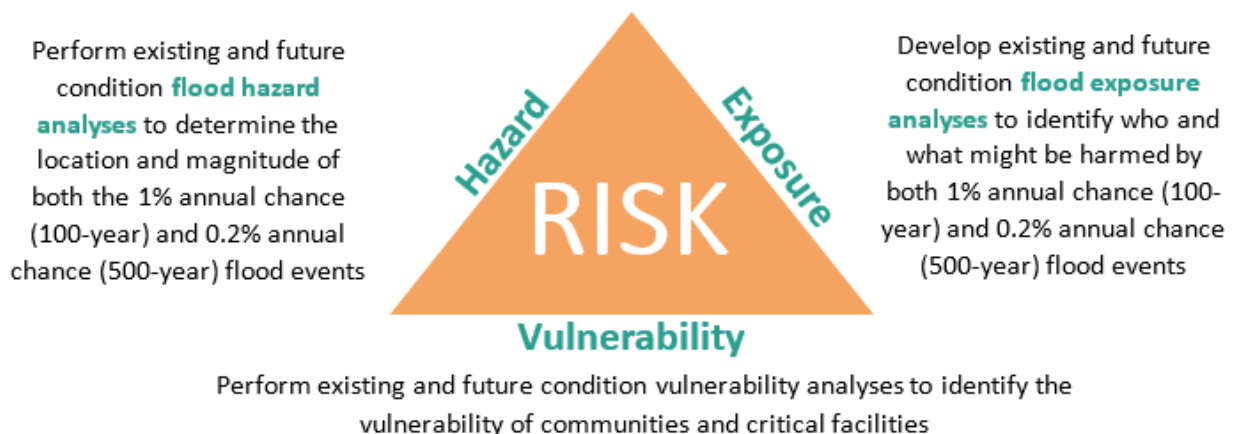 Perform existing and future
condition flood hazard
analyses to determine the
location and magnitude of
both the 1% annual chance
(100-year) and 0.2% annual
chance (500-year) flood events
Hazard
RISK
Exposure
Develop existing and future
condition flood exposure
analyses to identify who and
what might be harmed by
both 1% annual chance (100-
year) and 0.2% annual chance
(500-year) flood events
Vulnerability
Perform existing and future condition vulnerability analyses to identify the
vulnerability of communities and critical facilities